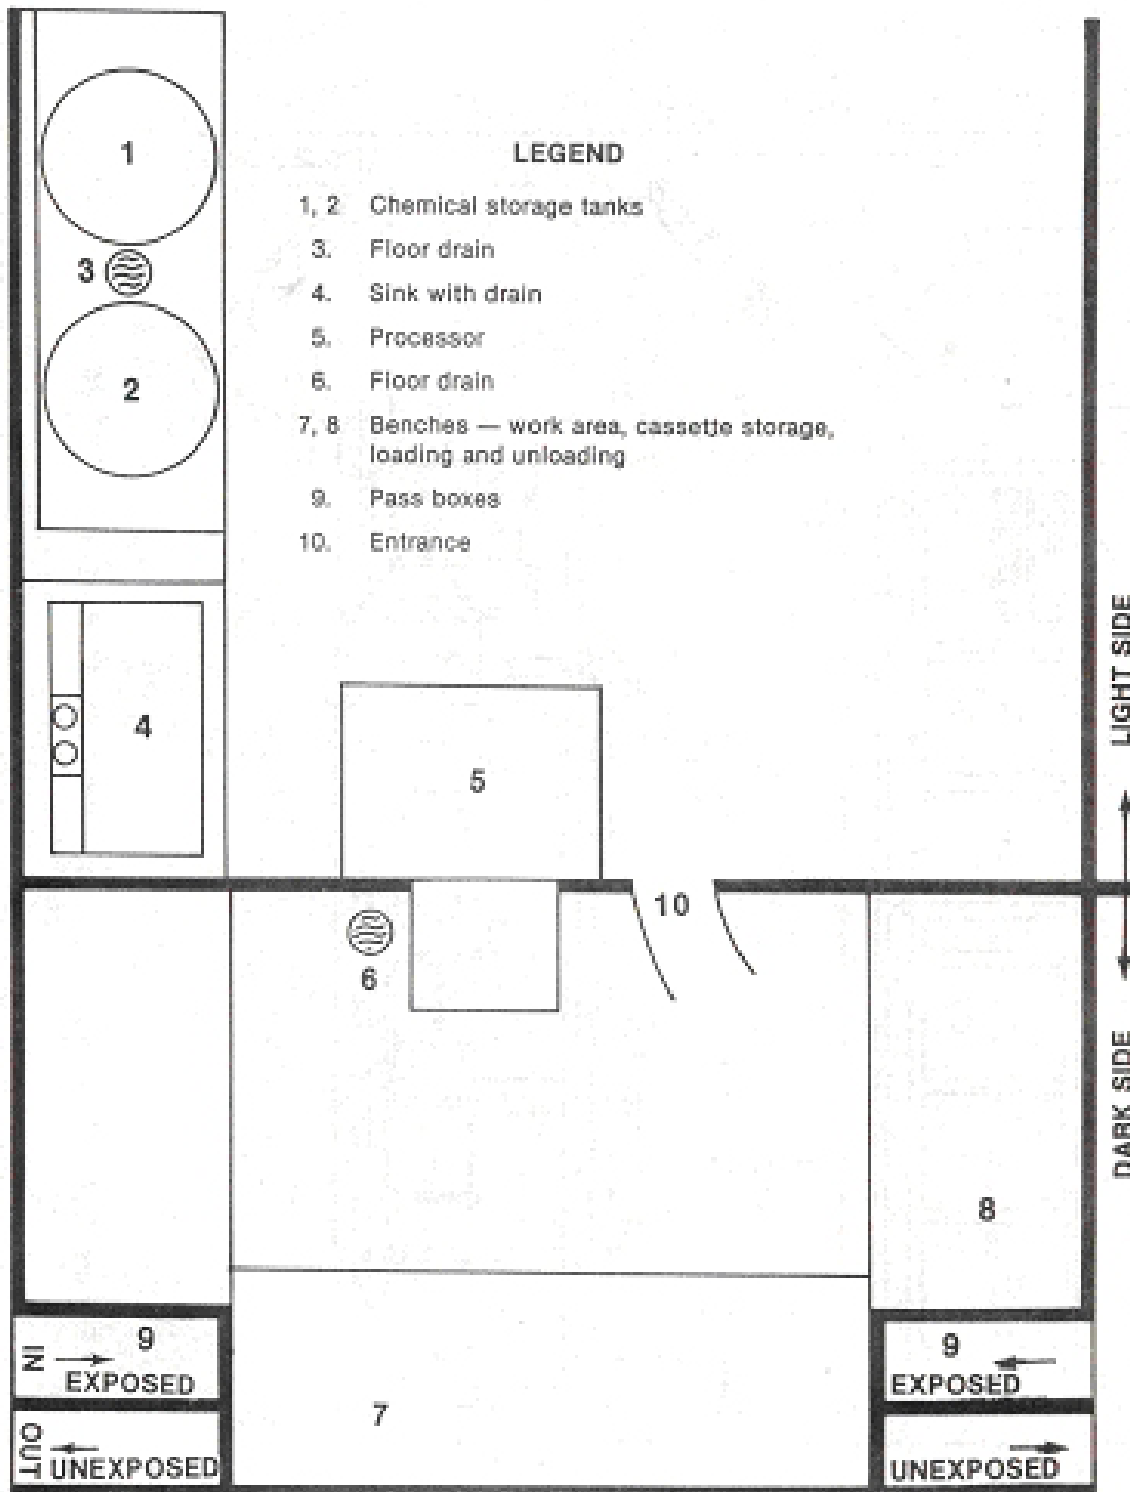 1
LEGEND
1, 2 Chemical storage tanks
3
3. Floor drain
4. Sink with drain
5. Processor
2
6. Floor drain
7, 8 Benches — work area, cassette storage,
loading and unloading
9. Pass boxes
10. Entrance
LIGHT SIDE
4
5
10
6
DARK SIDE
8
9
IN
EXPOSED
9
EXPOSED
7
OUT
UNEXPOSED
UNEXPOSED